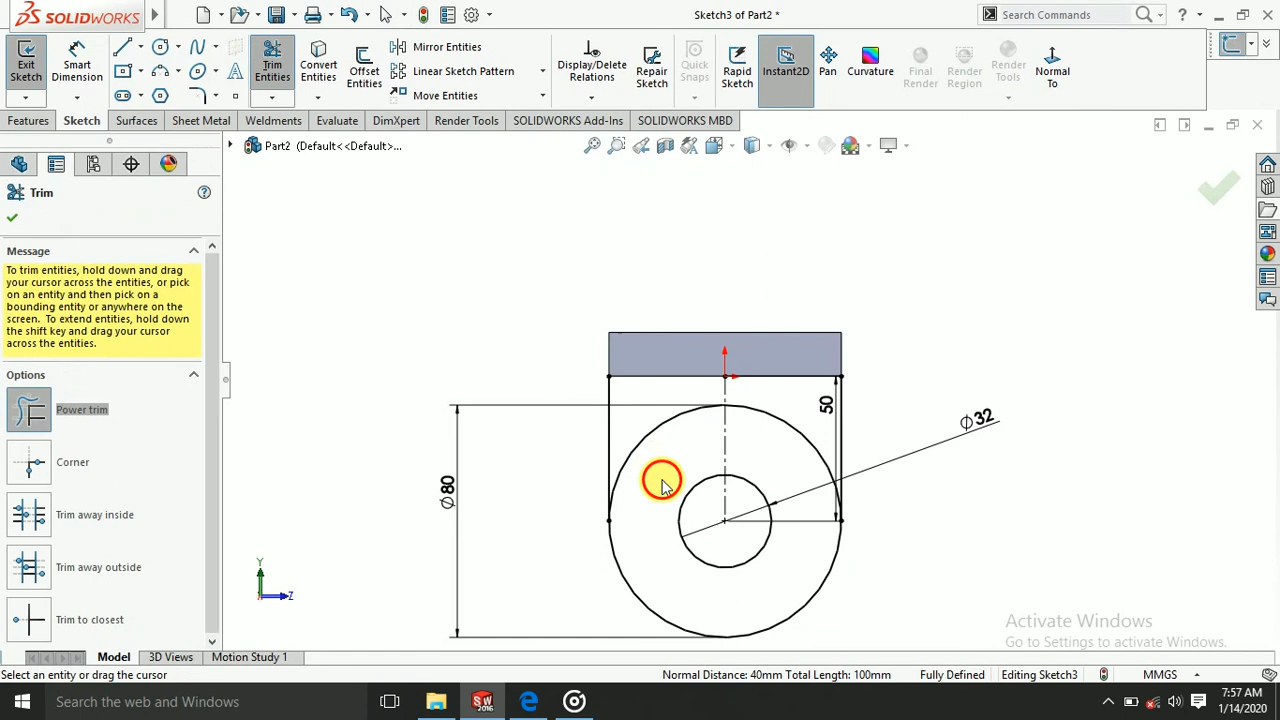 SOLIDWORKS
Sketch3 of Part2 *
Search Commands
Exit Sketch
Smart Dimension
Trim Entities
Convert Entities
Offset Entities
Mirror Entities
Linear Sketch Pattern
Move Entities
Display/Delete Relations
Repair Sketch
Quick Snaps
Rapid Sketch
Instant2D
Pan
Curvature
Final Render
Render Region
Render Tools
Normal To
Features
Sketch
Surfaces
Sheet Metal
Weldments
Evaluate
DimXpert
Render Tools
SOLIDWORKS Add-Ins
SOLIDWORKS MBD
Part2 (Default<<Default>...
Trim
Message
To trim entities, hold down and drag
your cursor across the entities, or pick
on an entity and then pick on a
bounding entity or anywhere on the
screen. To extend entities, hold down
the shift key and drag your cursor
across the entities.
Options
Power trim
Corner
Trim away inside
Trim away outside
Trim to closest
50
⌀32
⌀80
Y
Z
Activate Windows
Go to Settings to activate Windows.
Model
3D Views
Motion Study 1
Select an entity or drag the cursor
Normal Distance: 40mm Total Length: 100mm
Fully Defined
Editing Sketch3
MMGS
Search the web and Windows
SW
2016
7:57 AM
1/14/2020